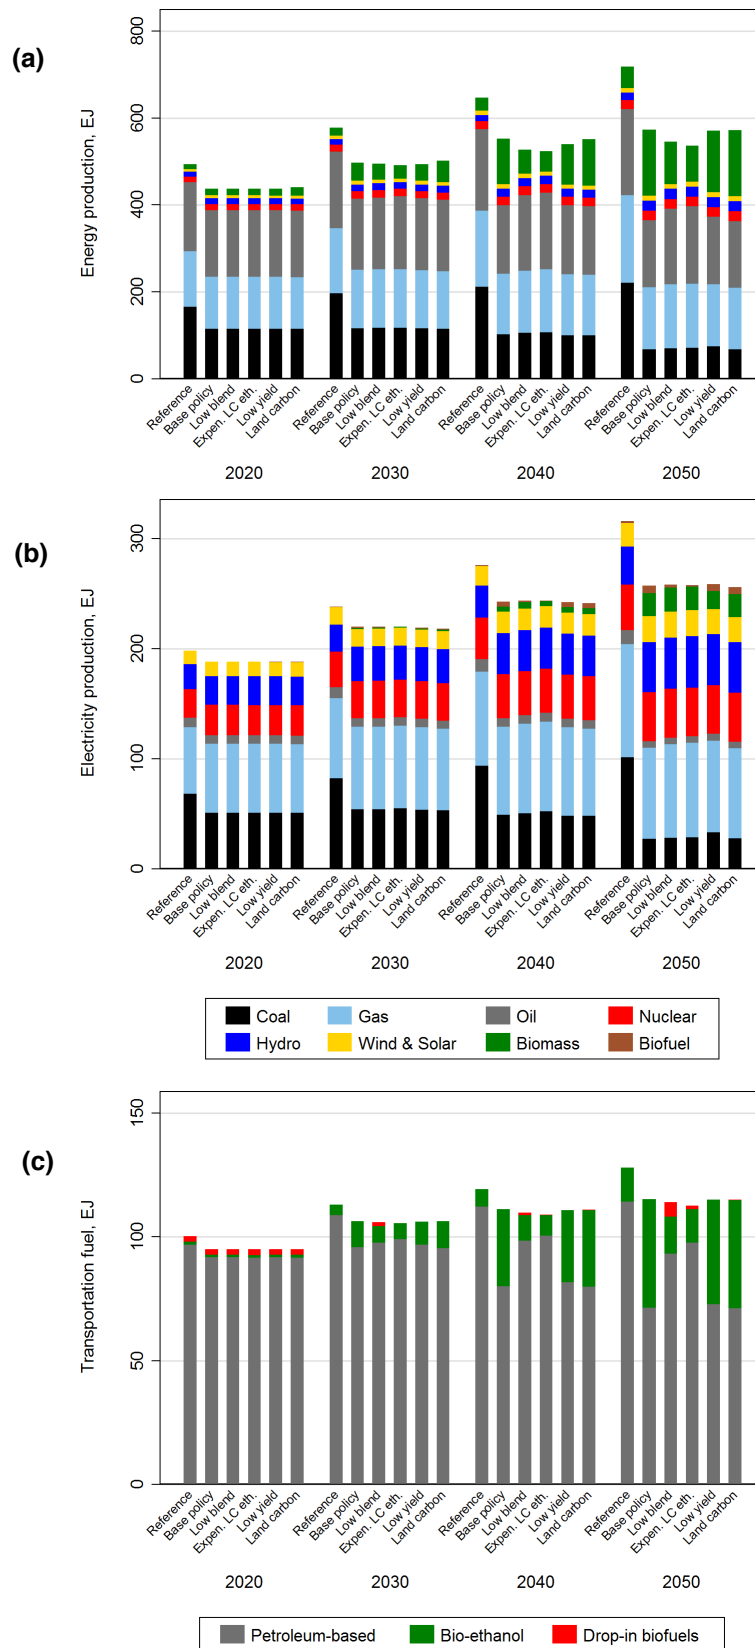 (a)
Energy production, EJ
800
600
400
200
0
Reference
Base policy
Low blend
Expen. LC eth.
Low yield
Land carbon
Reference
Base policy
Low blend
Expen. LC eth.
Low yield
Land carbon
Reference
Base policy
Low blend
Expen. LC eth.
Low yield
Land carbon
Reference
Base policy
Low blend
Expen. LC eth.
Low yield
Land carbon
2020 2030 2040 2050
(b)
Electricity production, EJ
300
200
100
0
Reference
Base policy
Low blend
Expen. LC eth.
Low yield
Land carbon
Reference
Base policy
Low blend
Expen. LC eth.
Low yield
Land carbon
Reference
Base policy
Low blend
Expen. LC eth.
Low yield
Land carbon
Reference
Base policy
Low blend
Expen. LC eth.
Low yield
Land carbon
2020 2030 2040 2050
Coal Gas Oil Nuclear
Hydro Wind & Solar Biomass Biofuel
(c)
Transportation fuel, EJ
150
100
50
0
Reference
Base policy
Low blend
Expen. LC eth.
Low yield
Land carbon
Reference
Base policy
Low blend
Expen. LC eth.
Low yield
Land carbon
Reference
Base policy
Low blend
Expen. LC eth.
Low yield
Land carbon
Reference
Base policy
Low blend
Expen. LC eth.
Low yield
Land carbon
2020 2030 2040 2050
Petroleum-based Bio-ethanol Drop-in biofuels